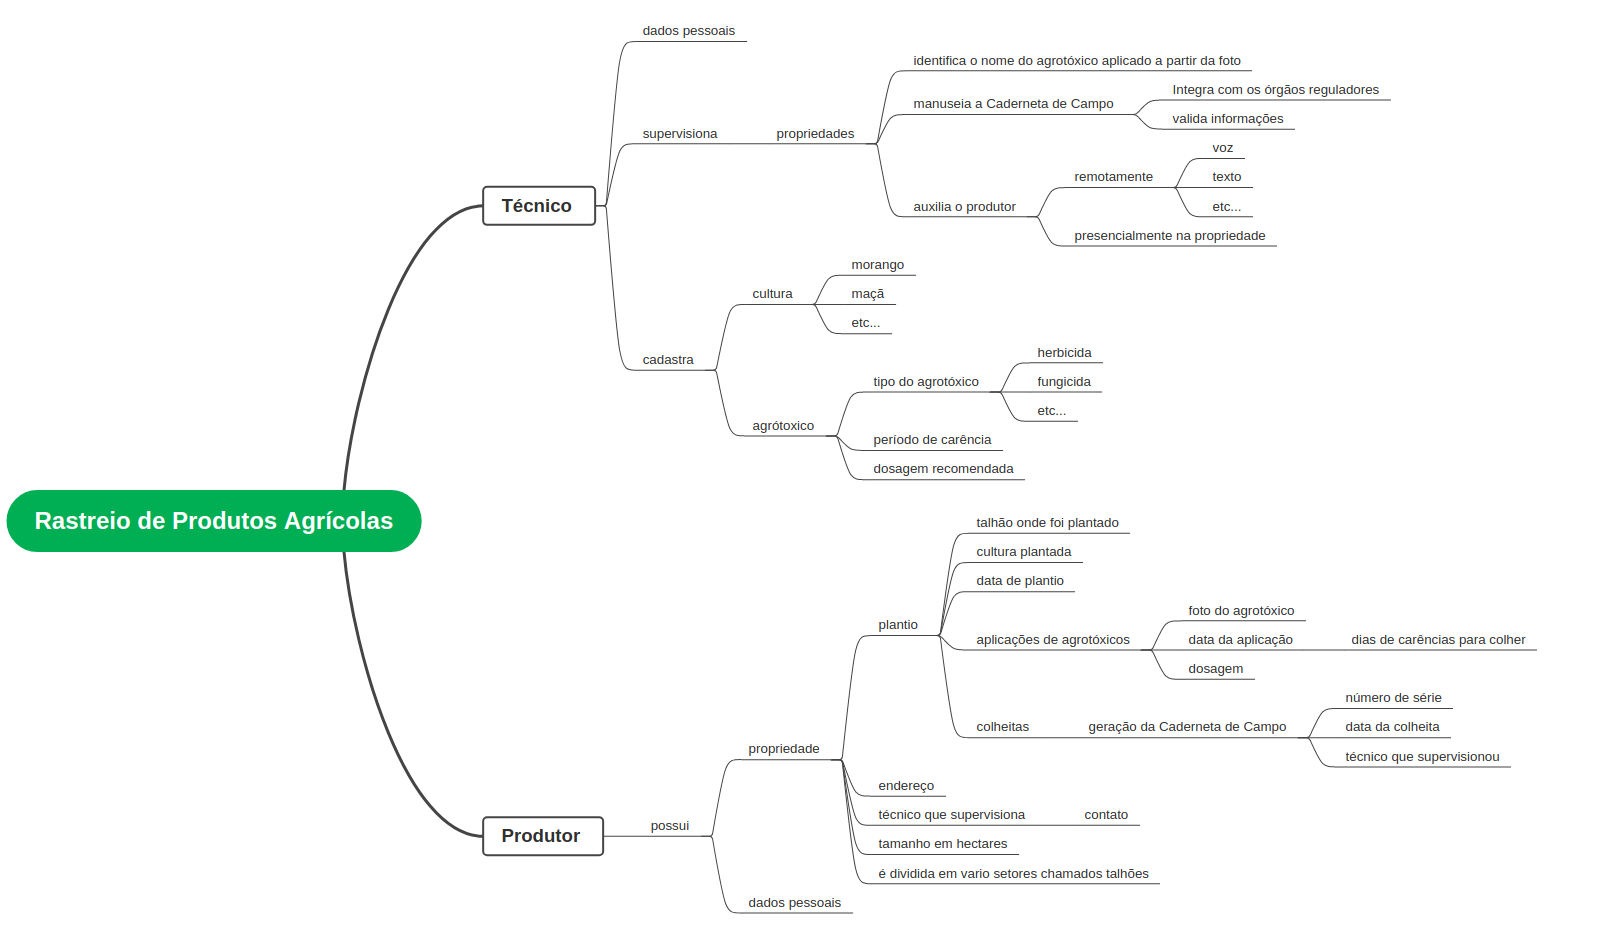 Rastreio de Produtos Agrícolas
Técnico
dados pessoais
supervisiona
propriedades
identifica o nome do agrotóxico aplicado a partir da foto
manuseia a Caderneta de Campo
Integra com os órgãos reguladores
valida informações
auxilia o produtor
remotamente
voz
texto
etc...
presencialmente na propriedade
cadastra
cultura
morango
maçã
etc...
agrótoxico
tipo do agrotóxico
herbicida
fungicida
etc...
período de carência
dosagem recomendada
Produtor
possui
propriedade
plantio
talhão onde foi plantado
cultura plantada
data de plantio
aplicações de agrotóxicos
foto do agrotóxico
data da aplicação
dias de carências para colher
dosagem
colheitas
geração da Caderneta de Campo
número de série
data da colheita
técnico que supervisionou
endereço
técnico que supervisiona
contato
tamanho em hectares
é dividida em vario setores chamados talhões
dados pessoais